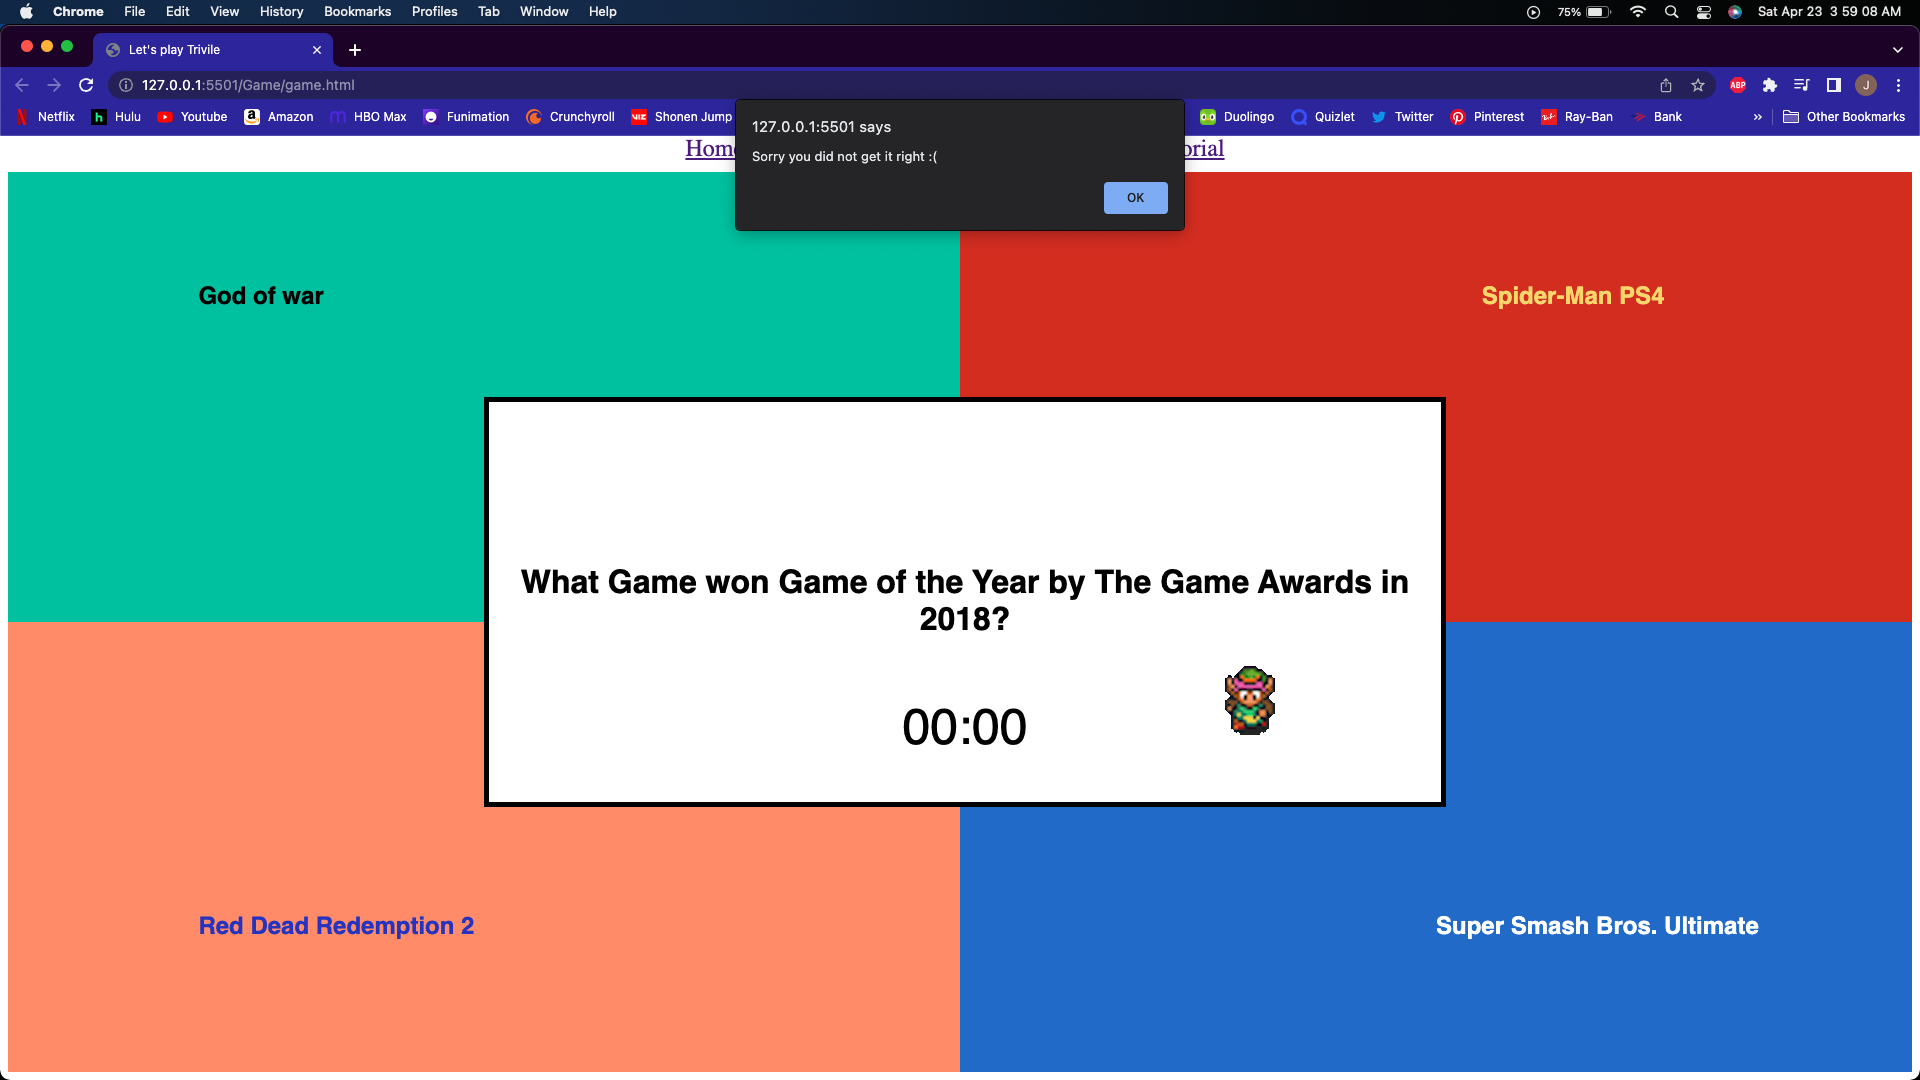 Chrome File Edit View History Bookmarks Profiles Tab Window Help 75% Sat Apr 23 3 59 08 AM
Let's play Trivile
127.0.0.1:5501/Game/game.html ABP J
Netflix Hulu Youtube Amazon HBO Max Funimation Crunchyroll Shonen Jump Duolingo Quizlet Twitter Pinterest Ray-Ban Bank » Other Bookmarks
127.0.0.1:5501 says
Sorry you did not get it right :(
OK
Hom orial
God of war
Spider-Man PS4
What Game won Game of the Year by The Game Awards in
2018?
00:00
Red Dead Redemption 2
Super Smash Bros. Ultimate